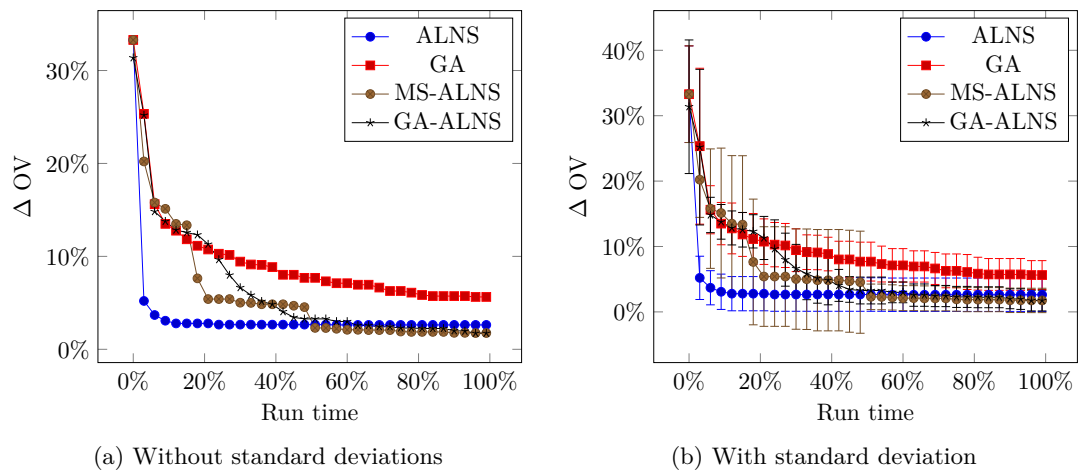 ALNS
GA
MS-ALNS
GA-ALNS
30%
20%
10%
0%
Δ OV
0% 20% 40% 60% 80% 100%
Run time
(a) Without standard deviations
ALNS
GA
MS-ALNS
GA-ALNS
40%
30%
20%
10%
0%
Δ OV
0% 20% 40% 60% 80% 100%
Run time
(b) With standard deviation